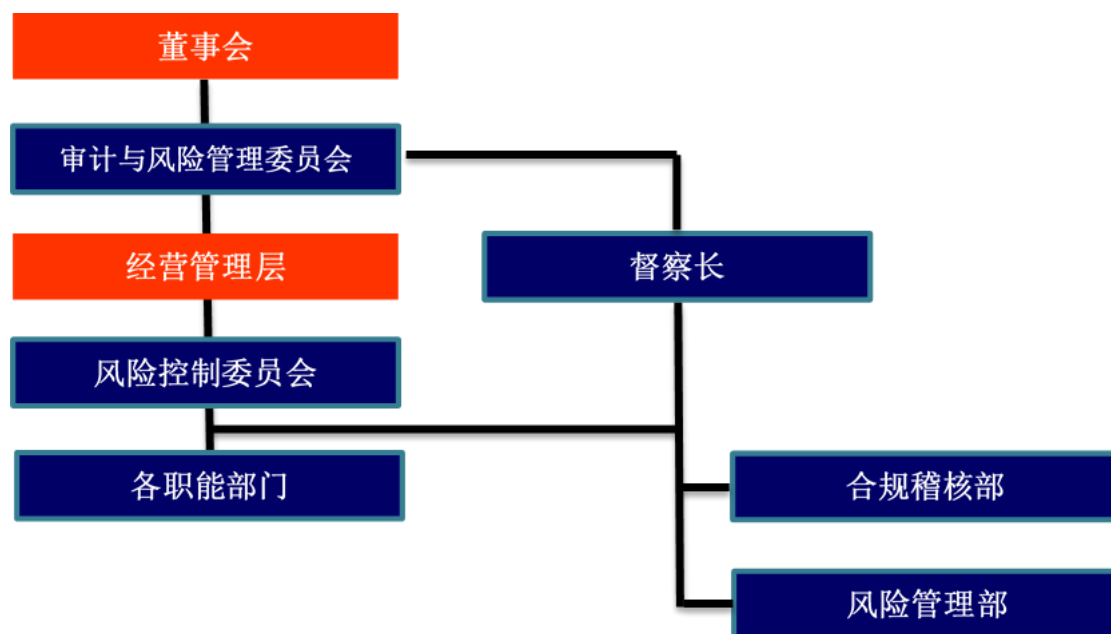 董事会
审计与风险管理委员会
经营管理层
督察长
风险控制委员会
各职能部门
合规稽核部
风险管理部